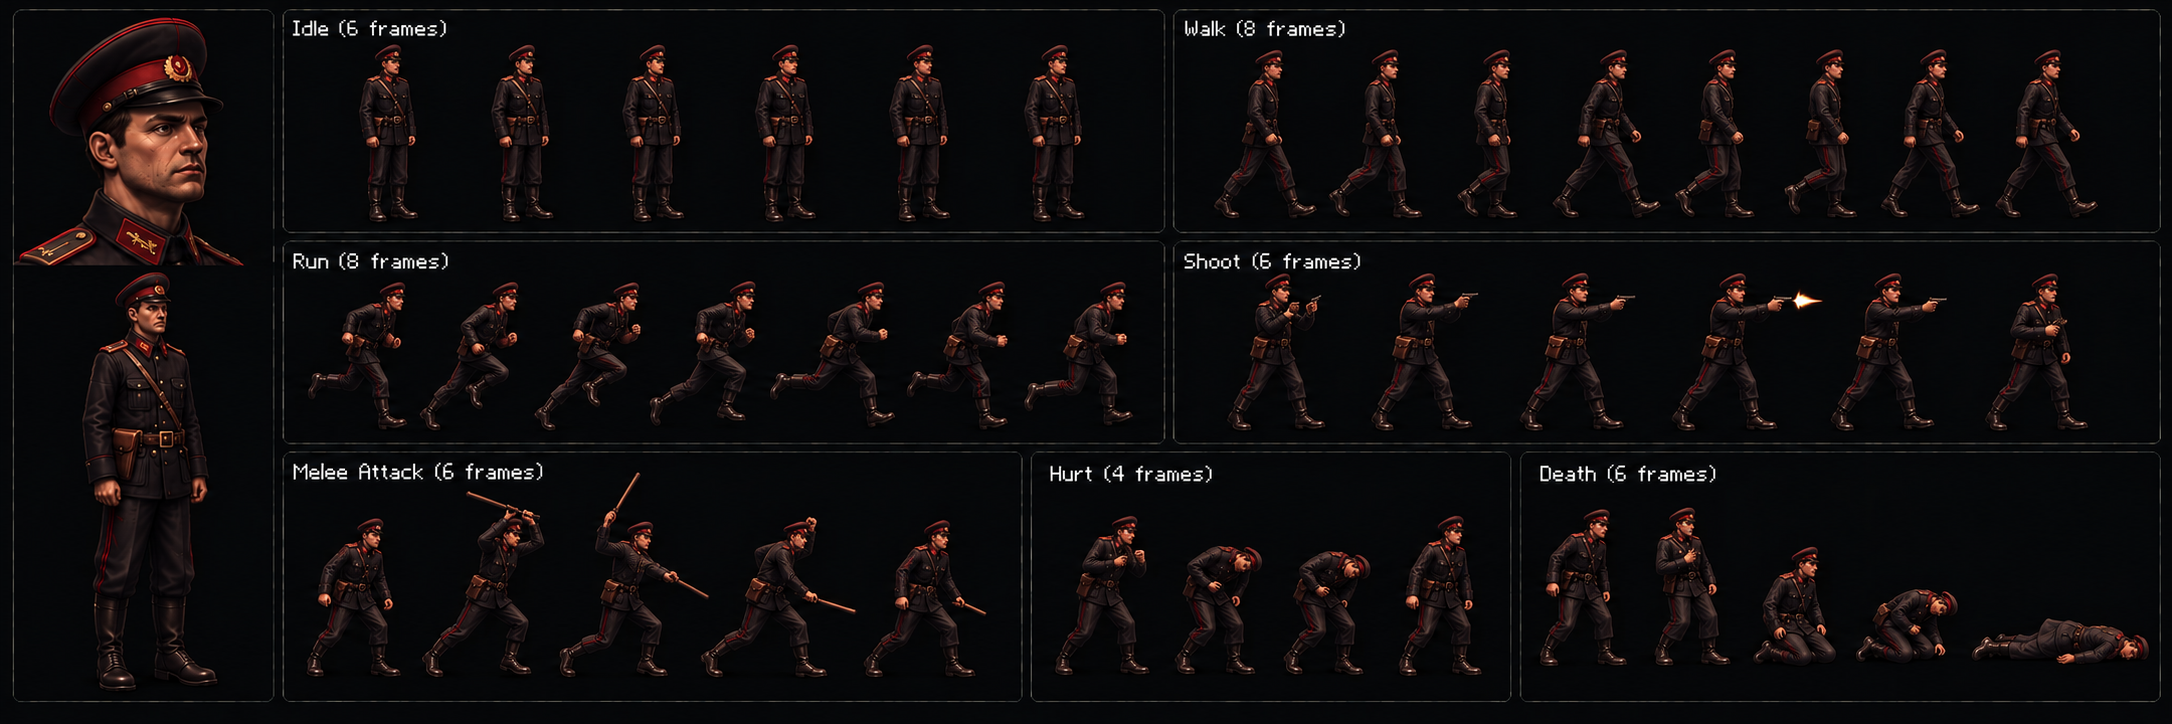 Idle (6 frames)
Walk (8 frames)
Run (8 frames)
Shoot (6 frames)
Melee Attack (6 frames)
Hurt (4 frames)
Death (6 frames)